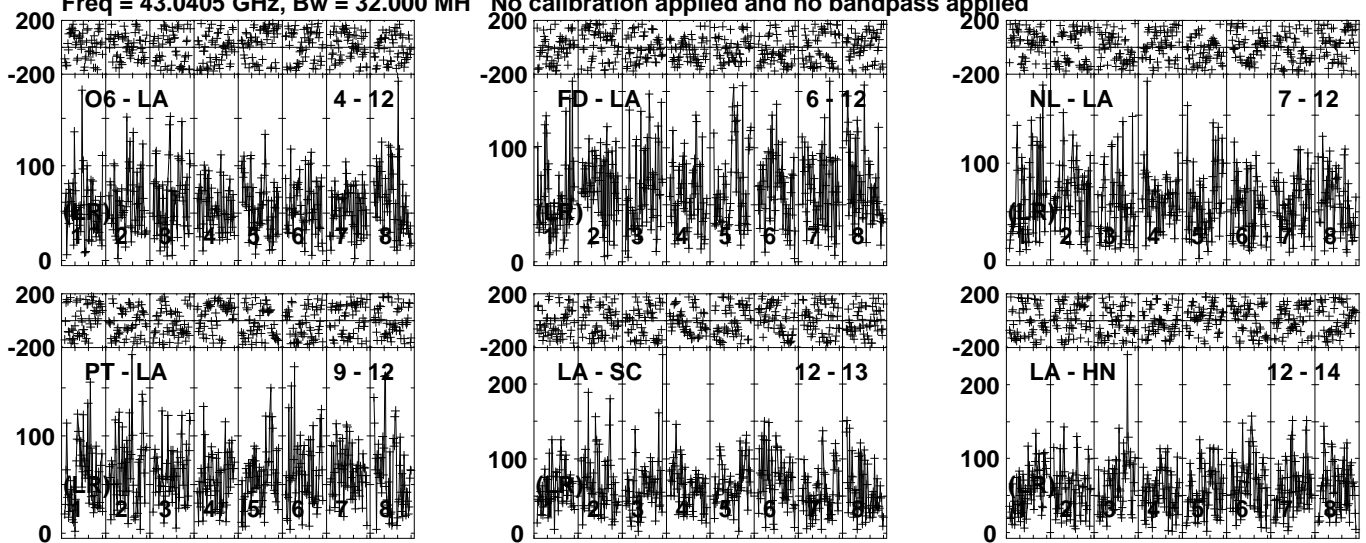 Freq = 43.0405 GHz, Bw = 32.000 MH No calibration applied and no bandpass applied
200 200 200
-200 -200 -200
O6 - LA 4 - 12 FD - LA 6 - 12 NL - LA 7 - 12
100 100 100
(LR) (LR) (LR)
1 2 3 4 5 6 7 8 1 2 3 4 5 6 7 8 1 2 3 4 5 6 7 8
0 0 0
200 200 200
-200 -200 -200
PT - LA 9 - 12 LA - SC 12 - 13 LA - HN 12 - 14
200 200
100 100 100
(LR) (LR) (LR)
1 2 3 4 5 6 7 8 1 2 3 4 5 6 7 8 1 2 3 4 5 6 7 8
0 0 0